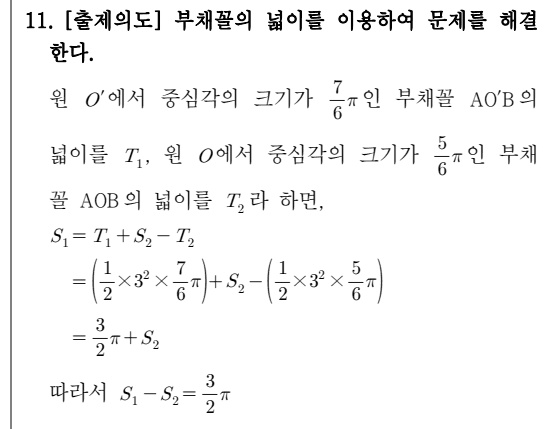 11. [출제의도] 부채꼴의 넓이를 이용하여 문제를 해결
한다.
원 O′에서 중심각의 크기가 7/6 π인 부채꼴 AO′B의
넓이를 T₁, 원 O에서 중심각의 크기가 5/6 π인 부채
꼴 AOB의 넓이를 T₂라 하면,
S₁ = T₁ + S₂ − T₂
= (1/2 × 3² × 7/6 π) + S₂ − (1/2 × 3² × 5/6 π)
= 3/2 π + S₂
따라서 S₁ − S₂ = 3/2 π